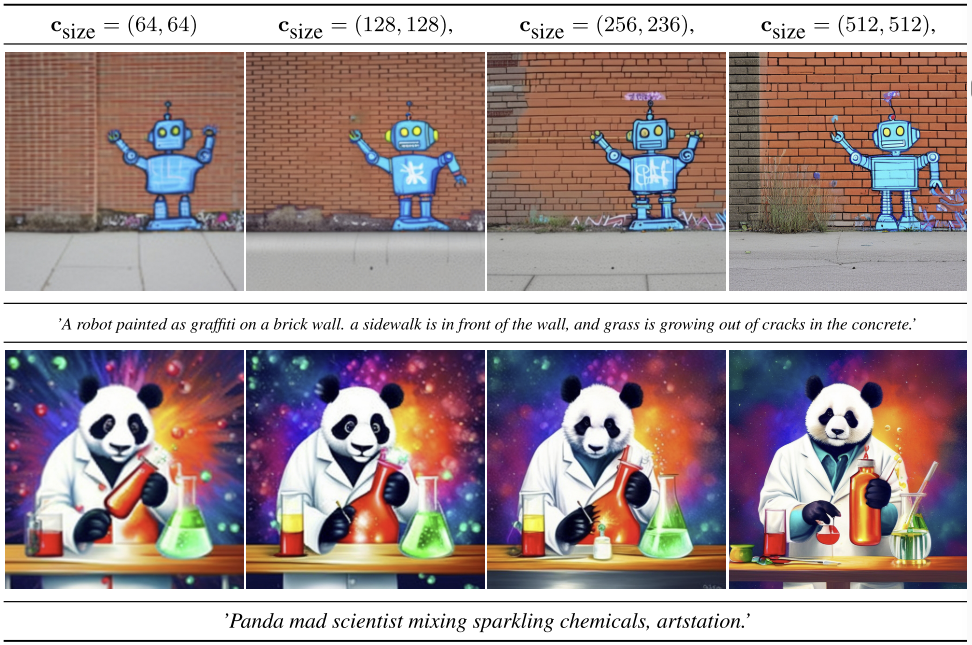 c_size = (64, 64)
c_size = (128, 128),
c_size = (256, 236),
c_size = (512, 512),
'A robot painted as graffiti on a brick wall. a sidewalk is in front of the wall, and grass is growing out of cracks in the concrete.'
'Panda mad scientist mixing sparkling chemicals, artstation.'